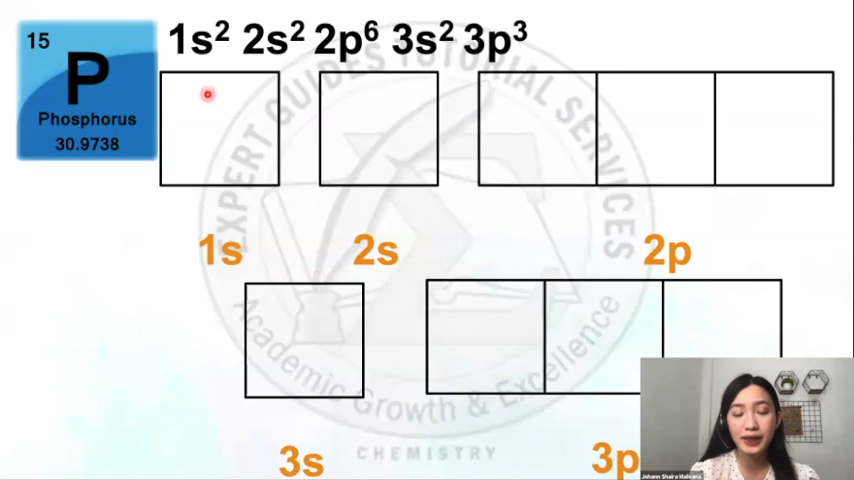 15
P
Phosphorus
30.9738
1s² 2s² 2p⁶ 3s² 3p³
EXPERT GUIDES TUTORIAL SERVICES
1s 2s 2p
Academic Growth & Excellence
CHEMISTRY
3s 3p